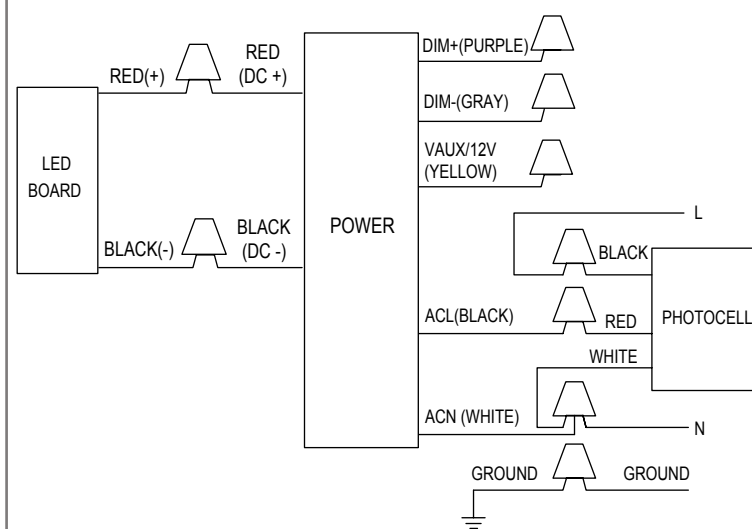 RED(+)
RED
(DC +)
LED
BOARD
BLACK(-)
BLACK
(DC -)
POWER
DIM+(PURPLE)
DIM-(GRAY)
VAUX/12V
(YELLOW)
L
BLACK
ACL(BLACK)
RED
PHOTOCELL
WHITE
ACN (WHITE)
N
GROUND
GROUND